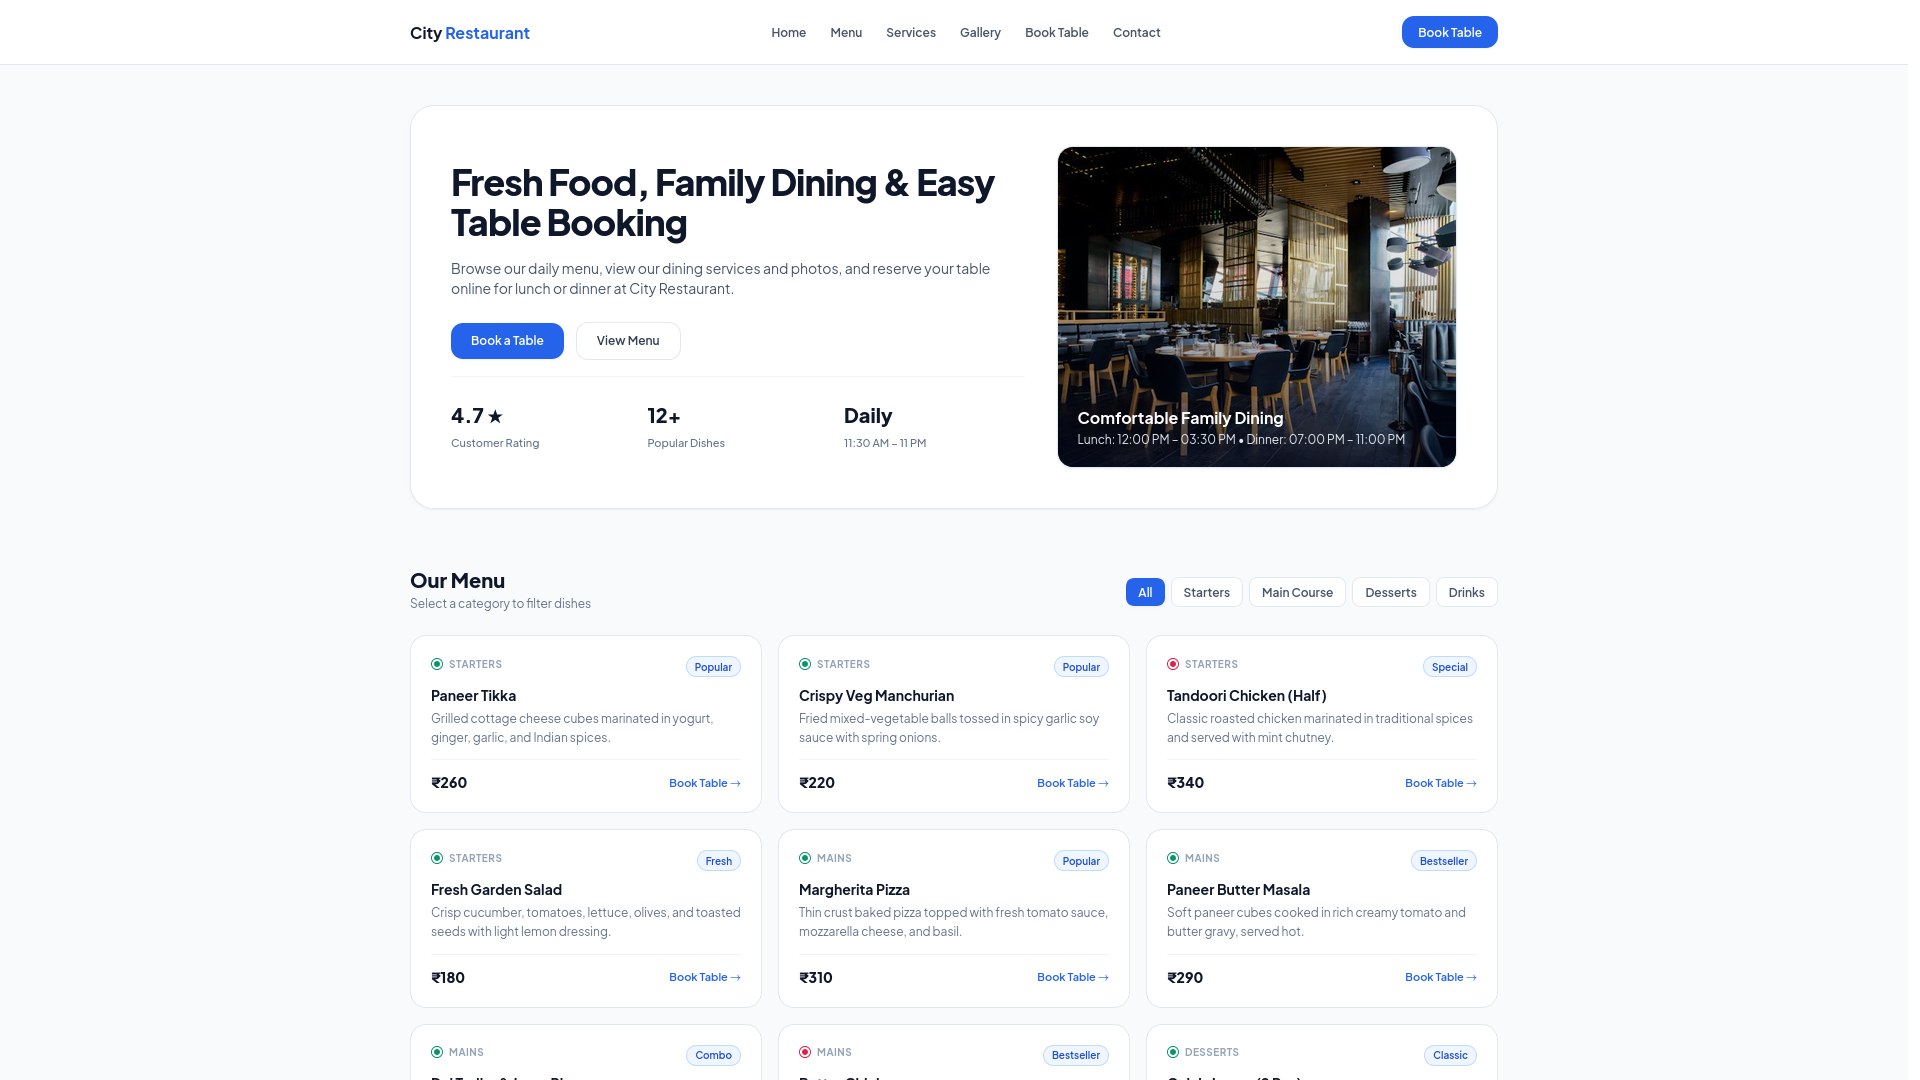 City Restaurant
Home Menu Services Gallery Book Table Contact
Book Table
Fresh Food, Family Dining & Easy
Table Booking
Browse our daily menu, view our dining services and photos, and reserve your table
online for lunch or dinner at City Restaurant.
Book a Table View Menu
4.7 ★
Customer Rating
12+
Popular Dishes
Daily
11:30 AM – 11 PM
Comfortable Family Dining
Lunch: 12:00 PM – 03:30 PM • Dinner: 07:00 PM – 11:00 PM
Our Menu
Select a category to filter dishes
All Starters Main Course Desserts Drinks
STARTERS Popular
Paneer Tikka
Grilled cottage cheese cubes marinated in yogurt,
ginger, garlic, and Indian spices.
₹260 Book Table →
STARTERS Popular
Crispy Veg Manchurian
Fried mixed-vegetable balls tossed in spicy garlic soy
sauce with spring onions.
₹220 Book Table →
STARTERS Special
Tandoori Chicken (Half)
Classic roasted chicken marinated in traditional spices
and served with mint chutney.
₹340 Book Table →
STARTERS Fresh
Fresh Garden Salad
Crisp cucumber, tomatoes, lettuce, olives, and toasted
seeds with light lemon dressing.
₹180 Book Table →
MAINS Popular
Margherita Pizza
Thin crust baked pizza topped with fresh tomato sauce,
mozzarella cheese, and basil.
₹310 Book Table →
MAINS Bestseller
Paneer Butter Masala
Soft paneer cubes cooked in rich creamy tomato and
butter gravy, served hot.
₹290 Book Table →
MAINS Combo
MAINS Bestseller
DESSERTS Classic